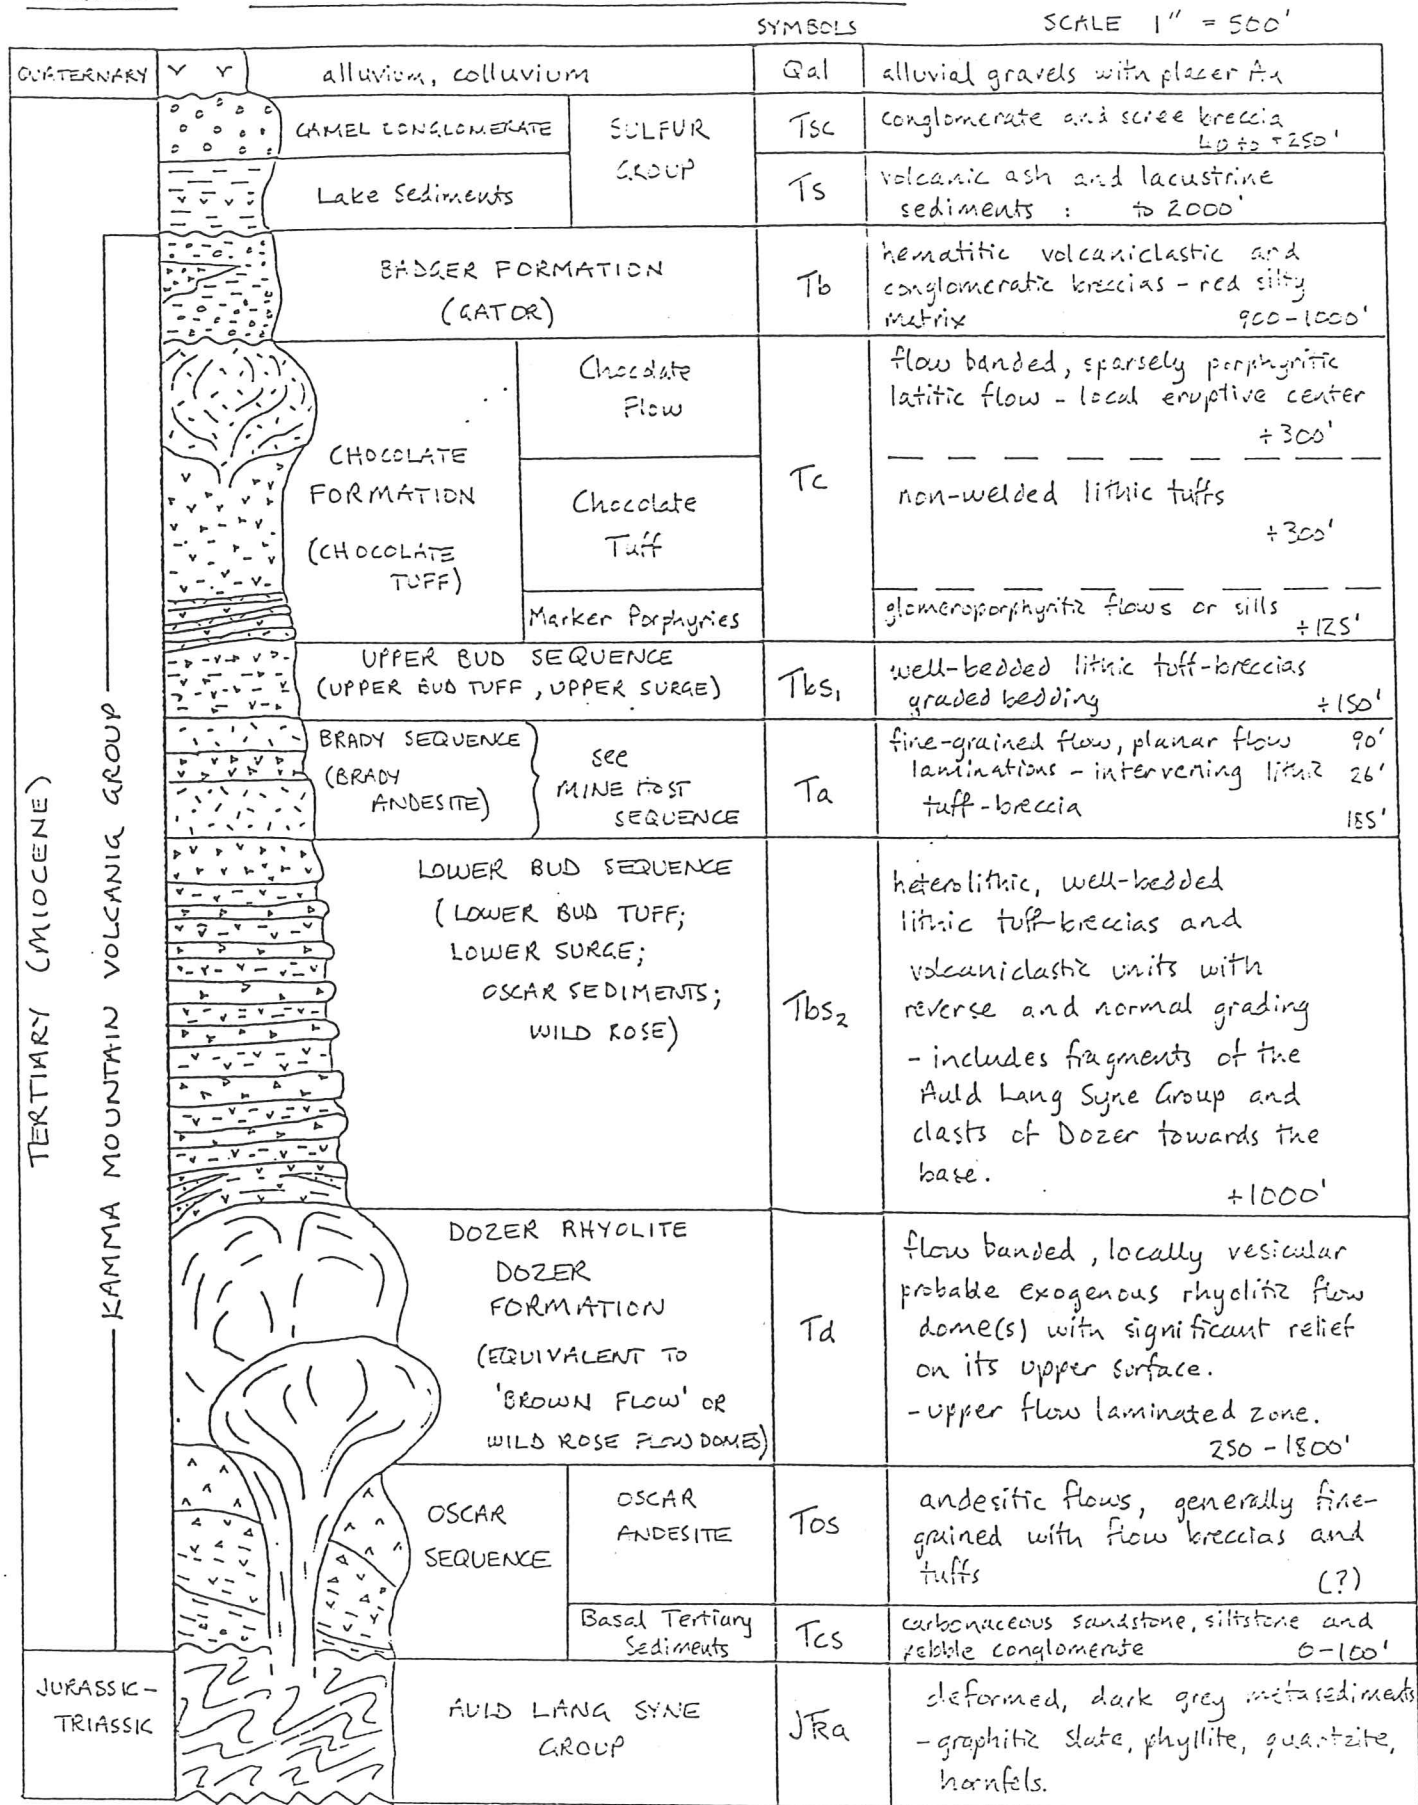 SYMBOLS SCALE 1" = 500'
QUATERNARY alluvium, colluvium Qal alluvial gravels with placer Au
TERTIARY (MIOCENE)
KAMMA MOUNTAIN VOLCANIC GROUP
CAMEL CONGLOMERATE
SULFUR
GROUP
Tsc
conglomerate and scree breccia
Lake Sediments
Ts
volcanic ash and lacustrine
sediments : to 2000'
BADGER FORMATION
(GATOR)
Tb
hematitic volcaniclastic and
conglomeratic breccias - red silty
matrix 900-1000'
CHOCOLATE
FORMATION
(CHOCOLATE
TUFF)
Chocolate
Flow
Tc
flow banded, sparsely porphyritic
latitic flow - local eruptive center
÷300'
Chocolate
Tuff
non-welded lithic tuffs
÷300'
Marker Porphyries
glomeroporphyritic flows or sills
÷125'
UPPER BUD SEQUENCE
(UPPER BUD TUFF, UPPER SURGE)
Tbs1
well-bedded lithic tuff-breccias
graded bedding ÷150'
BRADY SEQUENCE
(BRADY
ANDESITE)
see
MINE HOST
SEQUENCE
Ta
fine-grained flow, planar flow 90'
laminations - intervening lithic 26'
tuff-breccia 185'
LOWER BUD SEQUENCE
(LOWER BUD TUFF;
LOWER SURGE;
OSCAR SEDIMENTS;
WILD ROSE)
Tbs2
heterolithic, well-bedded
lithic tuff-breccias and
volcaniclastic units with
reverse and normal grading
- includes fragments of the
Auld Lang Syne Group and
clasts of Dozer towards the
base.
÷1000'
DOZER RHYOLITE
DOZER
FORMATION
(EQUIVALENT TO
'BROWN FLOW' OR
WILD ROSE FLOW DOMES)
Td
flow banded, locally vesicular
probable exogenous rhyolitic flow
dome(s) with significant relief
on its upper surface.
- upper flow laminated zone.
250 - 1800'
OSCAR
SEQUENCE
OSCAR
ANDESITE
Tos
andesitic flows, generally fine-
grained with flow breccias and
tuffs (?)
Basal Tertiary
Sediments
Tcs
carbonaceous sandstone, siltstone and
pebble conglomerate 0-100'
JURASSIC-
TRIASSIC
AULD LANG SYNE
GROUP
JTRa
deformed, dark grey metasediments
- graphitic slate, phyllite, quartzite,
hornfels.